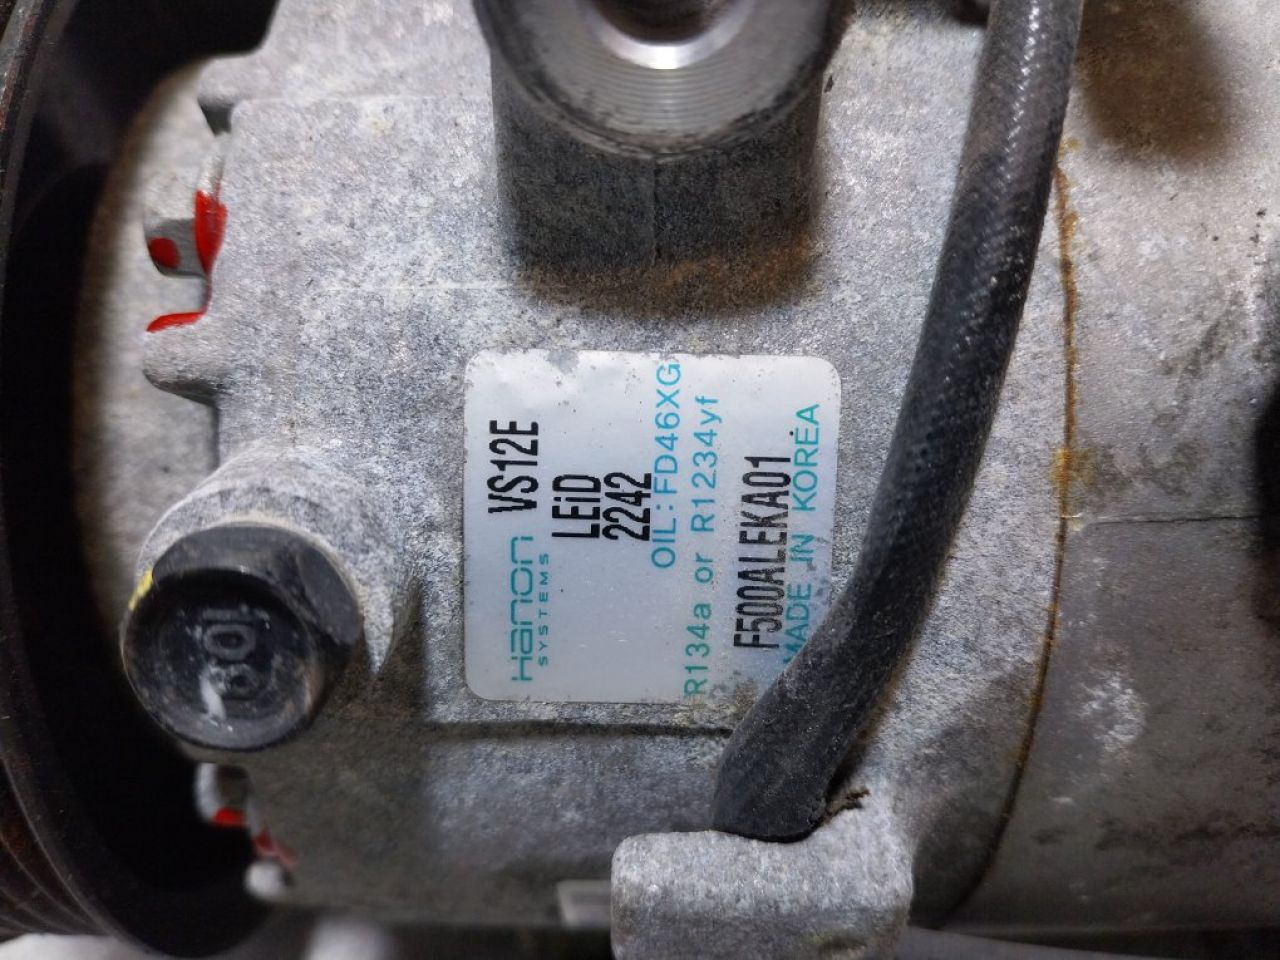 Hanon VS12E
SYSTEMS LEiD
2242
OIL:FD46XG
R134a or R1234yf
F500ALEKA01
MADE IN KOREA